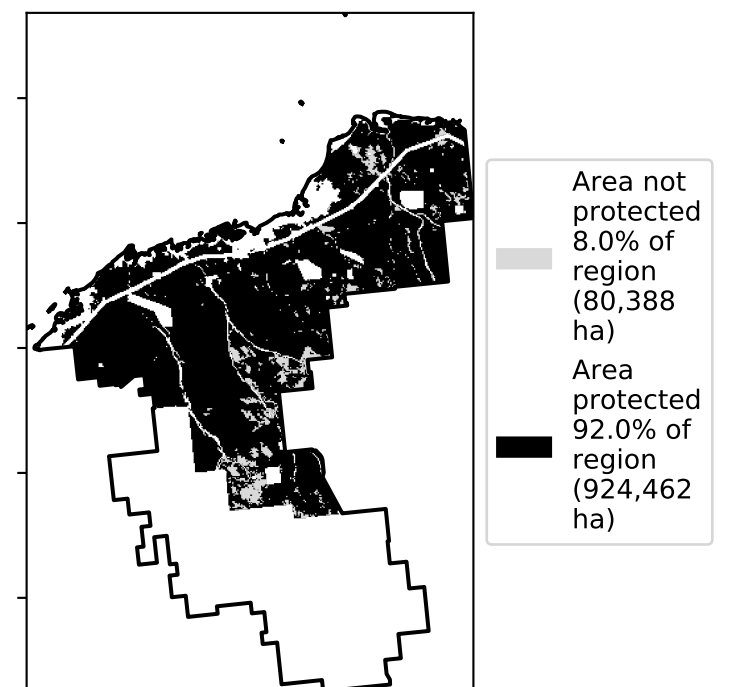 Area not
protected
8.0% of
region
(80,388
ha)
Area
protected
92.0% of
region
(924,462
ha)